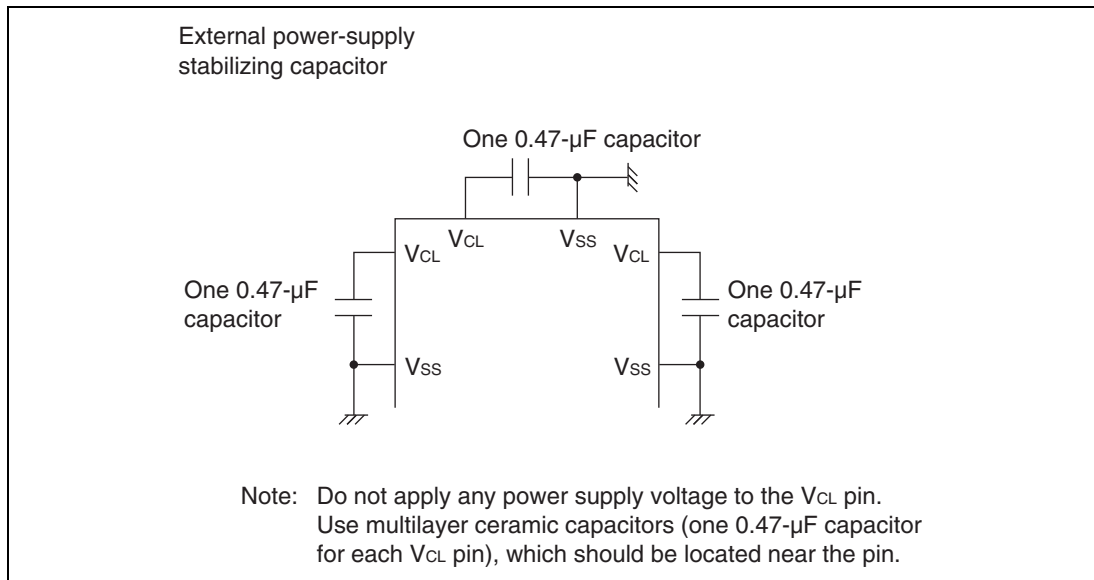 External power-supply
stabilizing capacitor
One 0.47-μF capacitor
VCL
VSS
VCL
VCL
One 0.47-μF
capacitor
One 0.47-μF
capacitor
VSS
VSS
Note: Do not apply any power supply voltage to the VCL pin.
Use multilayer ceramic capacitors (one 0.47-μF capacitor
for each VCL pin), which should be located near the pin.